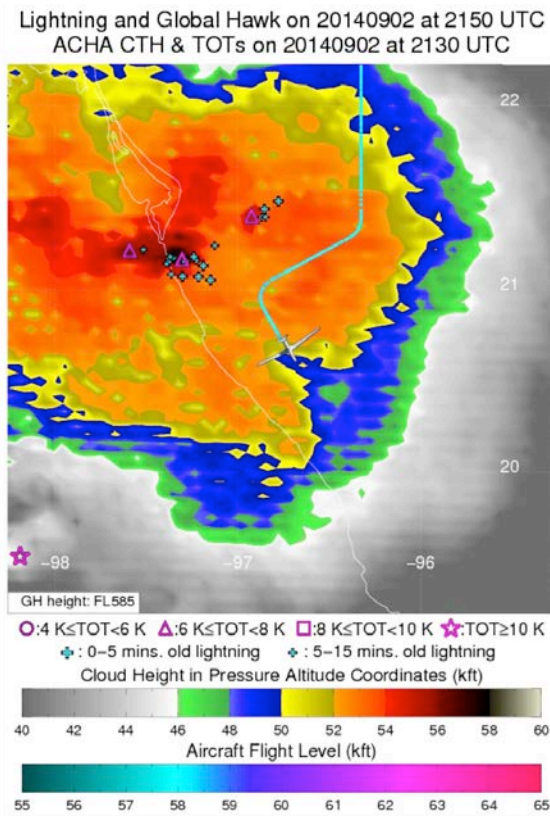 Lightning and Global Hawk on 20140902 at 2150 UTC
ACHA CTH & TOTs on 20140902 at 2130 UTC
22
21
20
−98 −97 −96
GH height: FL585
:4 K≤TOT<6 K :6 K≤TOT<8 K :8 K≤TOT<10 K :TOT≥10 K
: 0−5 mins. old lightning : 5−15 mins. old lightning
Cloud Height in Pressure Altitude Coordinates (kft)
40 42 44 46 48 50 52 54 56 58 60
Aircraft Flight Level (kft)
55 56 57 58 59 60 61 62 63 64 65